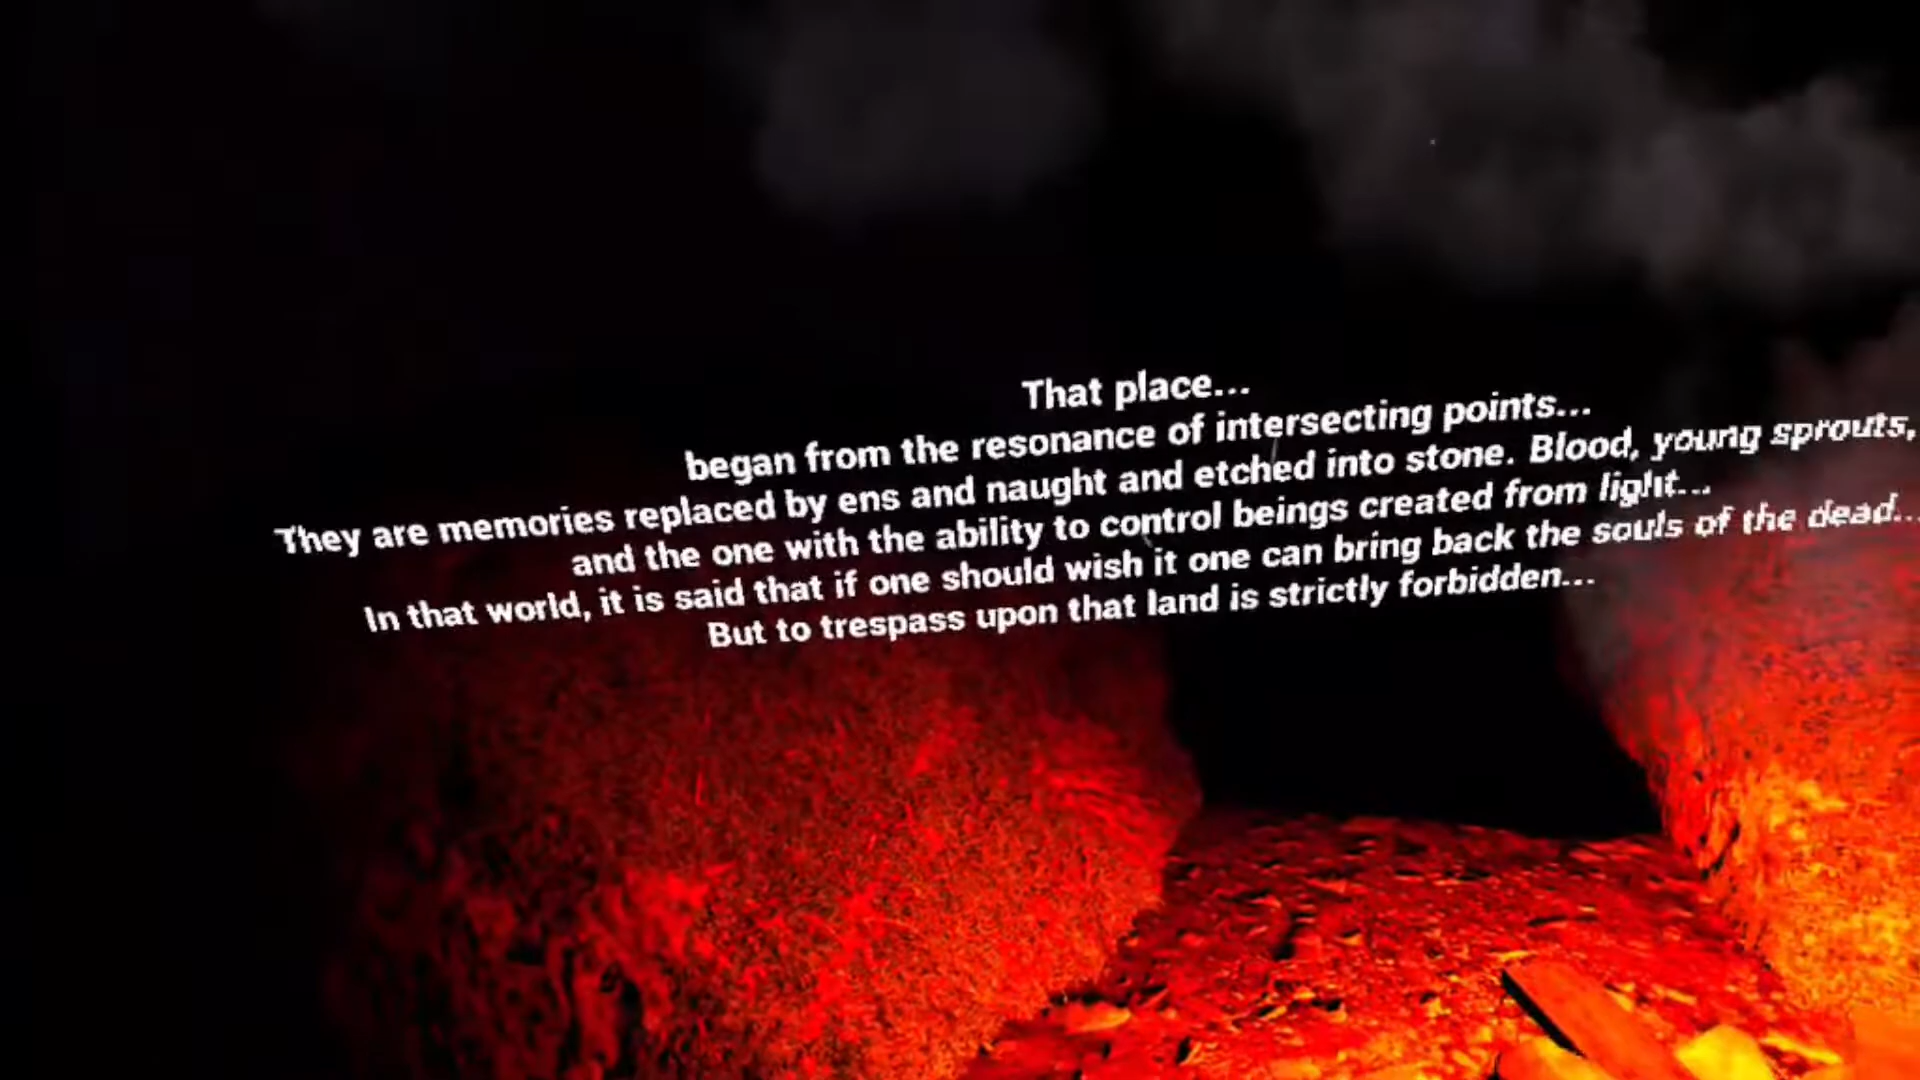 That place...
began from the resonance of intersecting points...
They are memories replaced by ens and naught and etched into stone. Blood, young sprouts,
and the one with the ability to control beings created from light...
In that world, it is said that if one should wish it one can bring back the souls of the dead...
But to trespass upon that land is strictly forbidden...